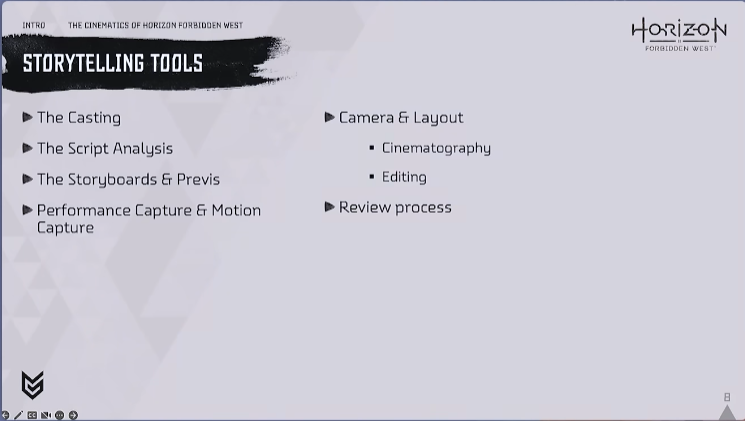 INTRO THE CINEMATICS OF HORIZON FORBIDDEN WEST
HORIZON
FORBIDDEN WEST
STORYTELLING TOOLS
The Casting
The Script Analysis
The Storyboards & Previs
Performance Capture & Motion
Capture
Camera & Layout
Cinematography
Editing
Review process
8